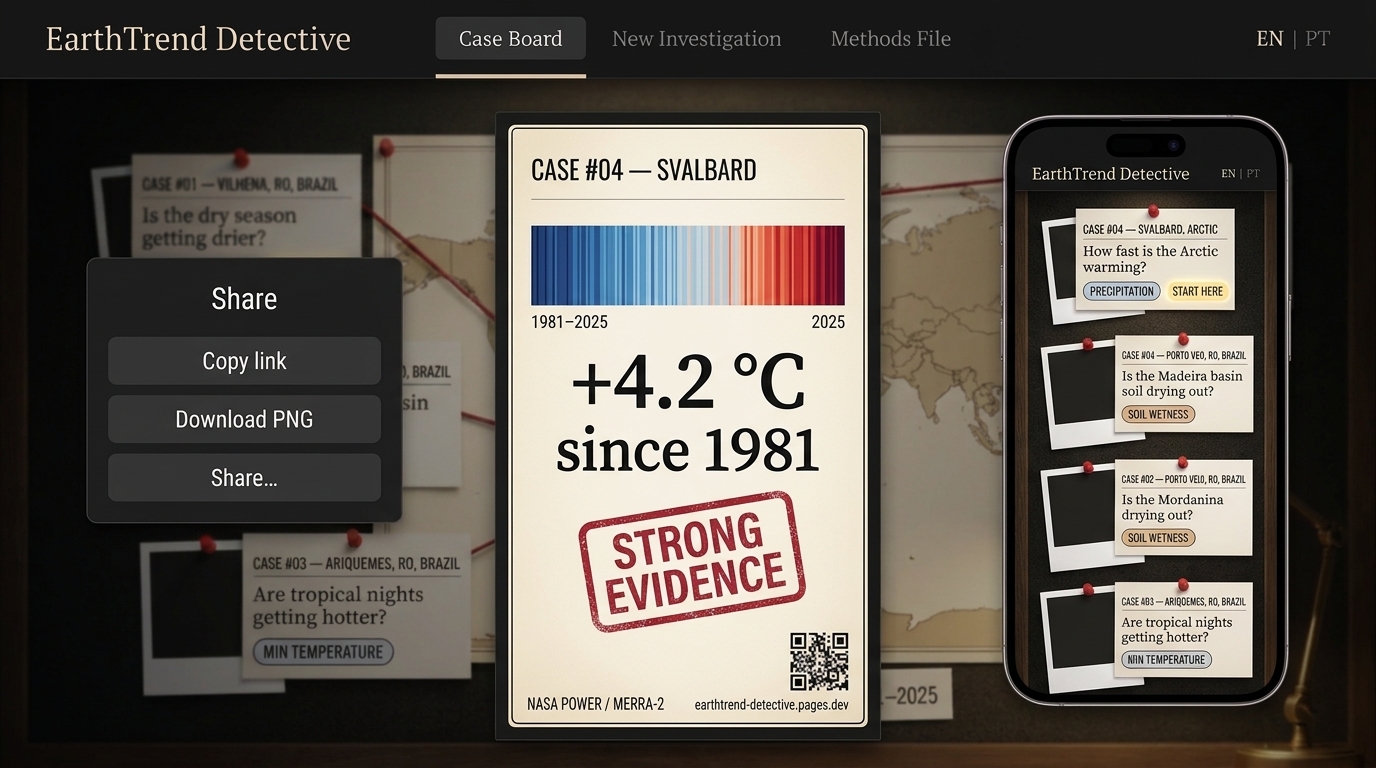 EarthTrend Detective
Case Board
New Investigation
Methods File
EN | PT
CASE #01 — VILHENA, RO, BRAZIL
Is the dry season
getting drier?
Share
Copy link
Download PNG
Share…
BRAZIL
CASE #03 — ARIQUEMES, RO, BRAZIL
Are tropical nights
getting hotter?
MIN TEMPERATURE
CASE #04 — SVALBARD
1981–2025
2025
+4.2 °C
since 1981
STRONG
EVIDENCE
NASA POWER / MERRA-2
earthtrend-detective.pages.dev
–2025
EarthTrend Detective
EN | PT
CASE #04 — SVALBARD, ARCTIC
How fast is the Arctic
warming?
PRECIPITATION
START HERE
CASE #04 — PORTO VEO, RO, BRAZIL
Is the Madeira basin
soil drying out?
SOIL WETNESS
CASE #02 — PORTO VELO, RO, BRAZIL
Is the Mordanina
drying out?
SOIL WETNESS
CASE #03 — ARIQOEMES, RO, BRAZIL
Are tropical nights
getting hotter?
MIN TEMPERATURE